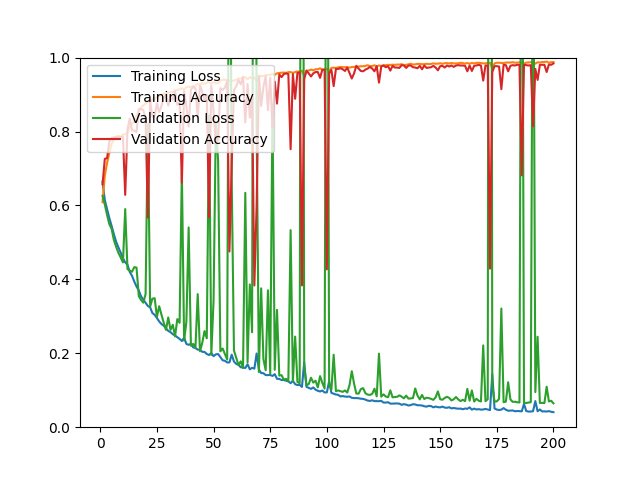 1.0
0.8
0.6
0.4
0.2
0.0
Training Loss
Training Accuracy
Validation Loss
Validation Accuracy
0 25 50 75 100 125 150 175 200